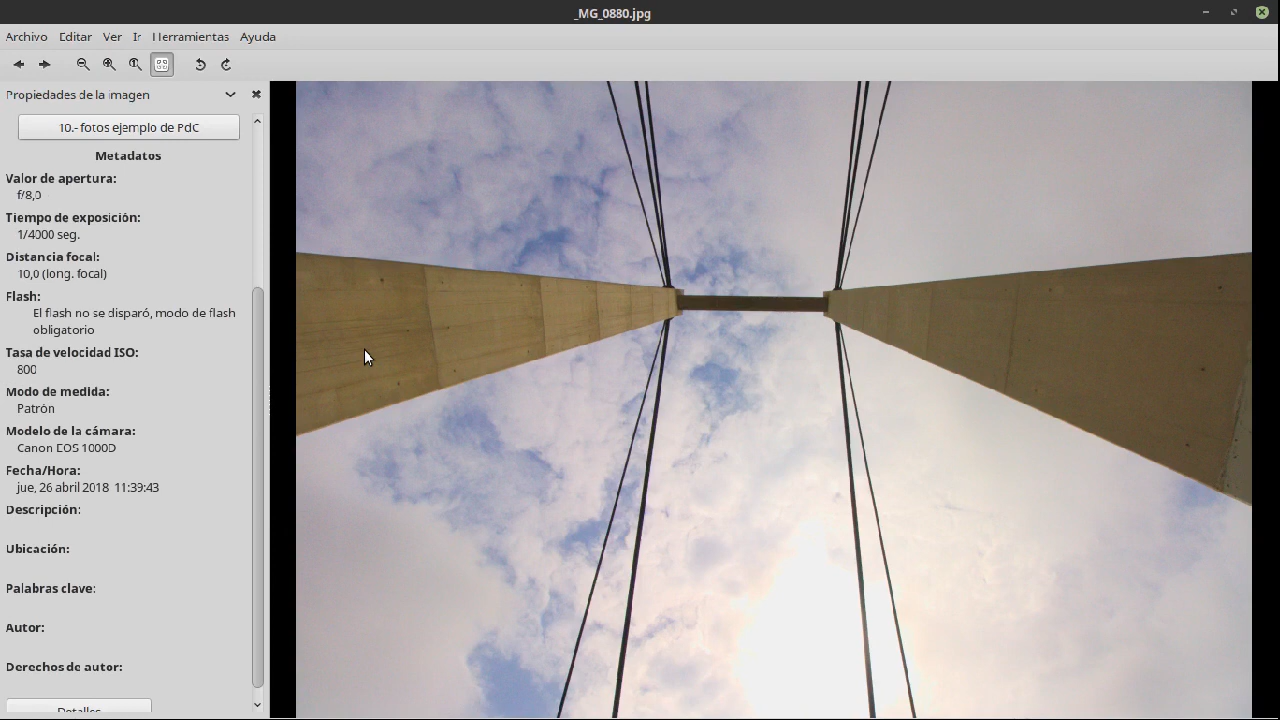 _MG_0880.jpg
Archivo Editar Ver Ir Herramientas Ayuda
Propiedades de la imagen
10.- fotos ejemplo de PdC
Metadatos
Valor de apertura:
f/8,0
Tiempo de exposición:
1/4000 seg.
Distancia focal:
10,0 (long. focal)
Flash:
El flash no se disparó, modo de flash
obligatorio
Tasa de velocidad ISO:
800
Modo de medida:
Patrón
Modelo de la cámara:
Canon EOS 1000D
Fecha/Hora:
jue, 26 abril 2018 11:39:43
Descripción:
Ubicación:
Palabras clave:
Autor:
Derechos de autor:
Detalles